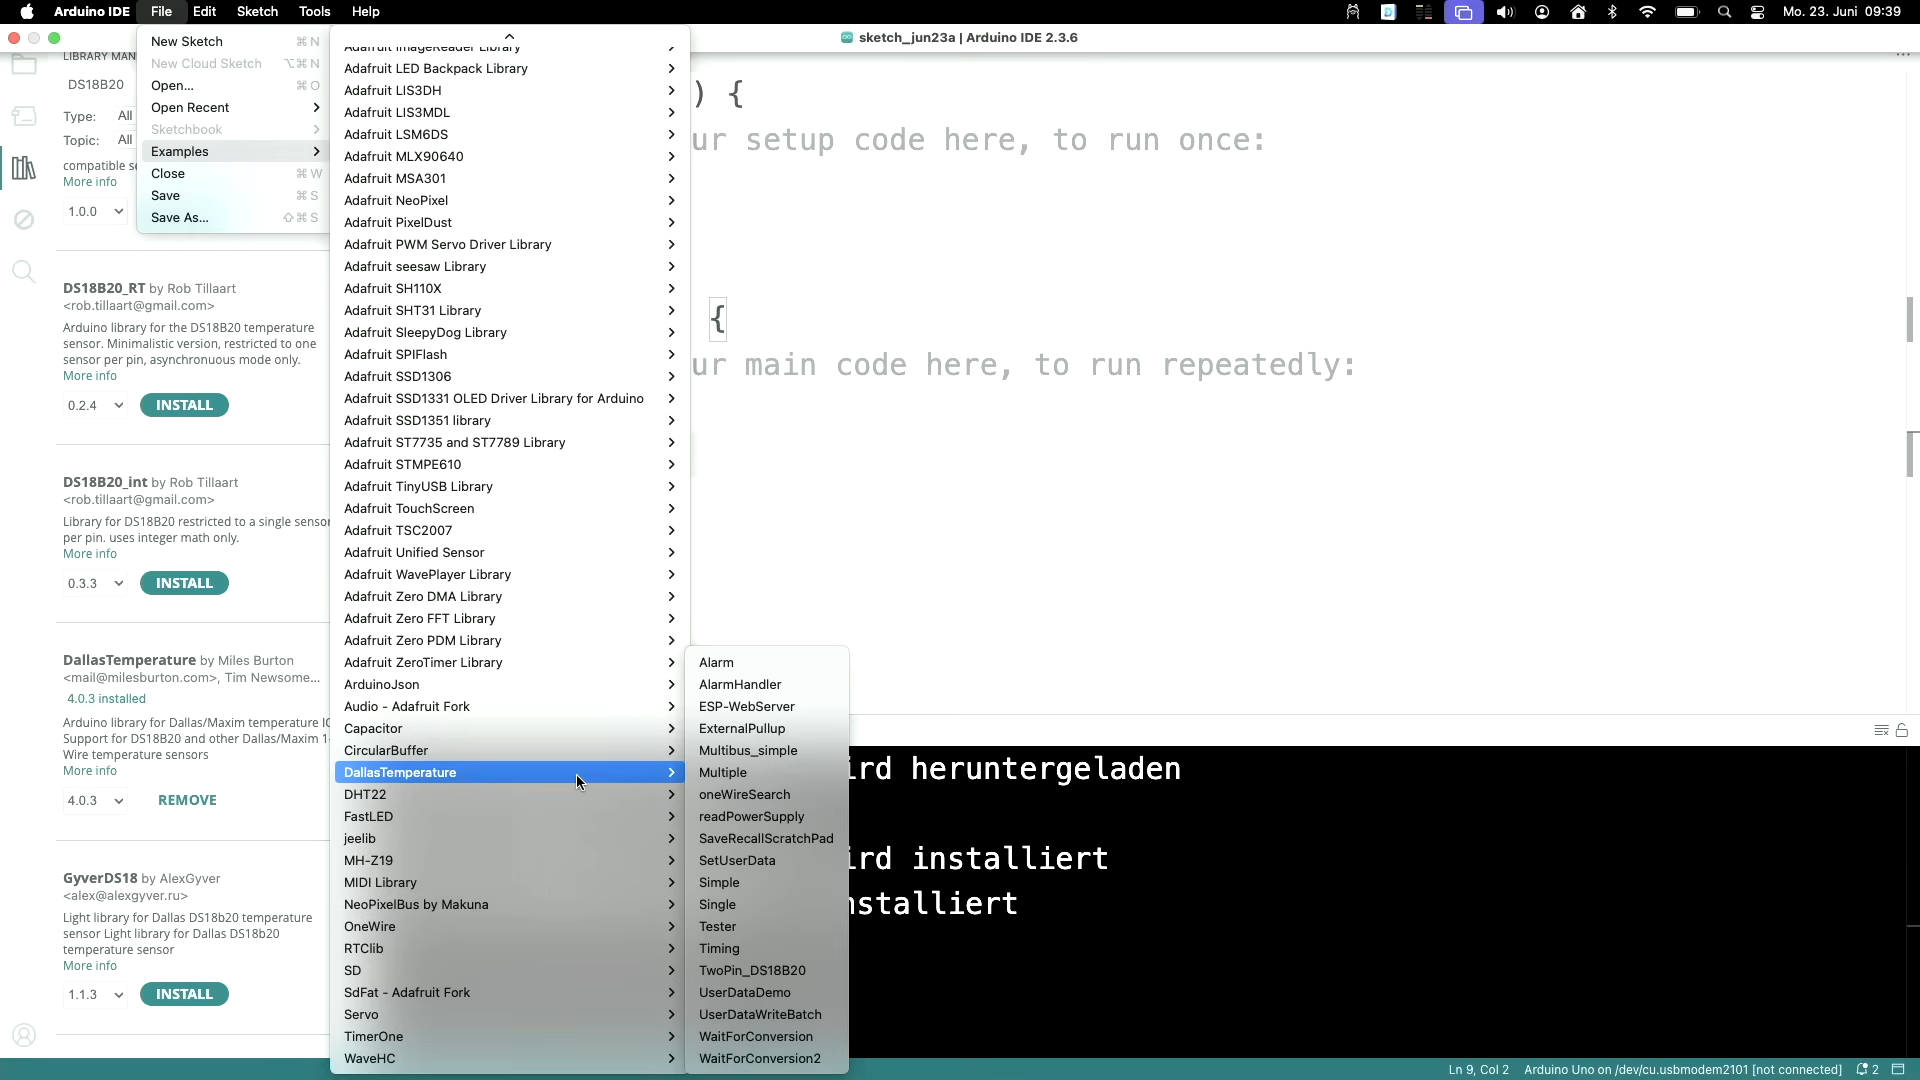 Arduino IDE File Edit Sketch Tools Help
Mo. 23. Juni 09:39
sketch_jun23a | Arduino IDE 2.3.6
New Sketch ⌘ N
New Cloud Sketch ⌥⌘ N
Open... ⌘ O
Open Recent
Sketchbook
Examples
Close ⌘ W
Save ⌘ S
Save As... ⇧⌘ S
LIBRARY MAN
DS18B20
Type: All
Topic: All
compatible se
More info
1.0.0
DS18B20_RT by Rob Tillaart
<rob.tillaart@gmail.com>
Arduino library for the DS18B20 temperature
sensor. Minimalistic version, restricted to one
sensor per pin, asynchronuous mode only.
More info
0.2.4 INSTALL
DS18B20_int by Rob Tillaart
<rob.tillaart@gmail.com>
Library for DS18B20 restricted to a single sensor
per pin. uses integer math only.
More info
0.3.3 INSTALL
DallasTemperature by Miles Burton
<mail@milesburton.com>, Tim Newsome...
4.0.3 installed
Arduino library for Dallas/Maxim temperature IC
Support for DS18B20 and other Dallas/Maxim 1-
Wire temperature sensors
More info
4.0.3 REMOVE
GyverDS18 by AlexGyver
<alex@alexgyver.ru>
Light library for Dallas DS18b20 temperature
sensor Light library for Dallas DS18b20
temperature sensor
More info
1.1.3 INSTALL
Adafruit ImageReader Library
Adafruit LED Backpack Library
Adafruit LIS3DH
Adafruit LIS3MDL
Adafruit LSM6DS
Adafruit MLX90640
Adafruit MSA301
Adafruit NeoPixel
Adafruit PixelDust
Adafruit PWM Servo Driver Library
Adafruit seesaw Library
Adafruit SH110X
Adafruit SHT31 Library
Adafruit SleepyDog Library
Adafruit SPIFlash
Adafruit SSD1306
Adafruit SSD1331 OLED Driver Library for Arduino
Adafruit SSD1351 library
Adafruit ST7735 and ST7789 Library
Adafruit STMPE610
Adafruit TinyUSB Library
Adafruit TouchScreen
Adafruit TSC2007
Adafruit Unified Sensor
Adafruit WavePlayer Library
Adafruit Zero DMA Library
Adafruit Zero FFT Library
Adafruit Zero PDM Library
Adafruit ZeroTimer Library
ArduinoJson
Audio - Adafruit Fork
Capacitor
CircularBuffer
DallasTemperature
DHT22
FastLED
jeelib
MH-Z19
MIDI Library
NeoPixelBus by Makuna
OneWire
RTClib
SD
SdFat - Adafruit Fork
Servo
TimerOne
WaveHC
Alarm
AlarmHandler
ESP-WebServer
ExternalPullup
Multibus_simple
Multiple
oneWireSearch
readPowerSupply
SaveRecallScratchPad
SetUserData
Simple
Single
Tester
Timing
TwoPin_DS18B20
UserDataDemo
UserDataWriteBatch
WaitForConversion
WaitForConversion2
) {
ur setup code here, to run once:
{
ur main code here, to run repeatedly:
ird heruntergeladen
ird installiert
nstalliert
Ln 9, Col 2 Arduino Uno on /dev/cu.usbmodem2101 [not connected] 2